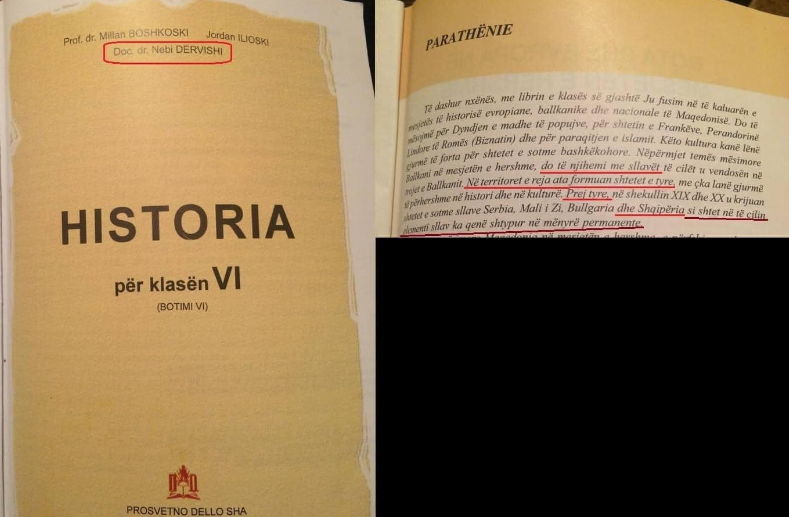 Prof. dr. Millan BOSHKOSKI Jordan ILIOSKI
Doc. dr. Nebi DERVISHI
HISTORIA
për klasën VI
(BOTIMI VI)
PROSVETNO DELLO SHA
PARATHËNIE
Të dashur nxënës, me librin e klasës së gjashtë Ju fusim në të kaluarën e
mesjetës të historisë evropiane, ballkanike dhe nacionale të Maqedonisë. Do të
mësojmë për Dyndjen e madhe të popujve, për shtetin e Frankëve, Perandorinë
Lindore të Romës (Biznatin) dhe për paraqitjen e islamit. Këto kultura kanë lënë
gjurmë të forta për shtetet e sotme bashkëkohore. Nëpërmjet temës mësimore
Ballkani në mesjetën e hershme, do të njihemi me sllavët të cilët u vendosën në
trojet e Ballkanit. Në territoret e reja ata formuan shtetet e tyre, me çka lanë gjurmë
të përhershme në histori dhe në kulturë. Prej tyre, në shekullin XIX dhe XX u krijuan
shtetet e sotme sllave Serbia, Mali i Zi, Bullgaria dhe Shqipëria si shtet në të cilin
elementi sllav ka qenë shtypur në mënyrë permanente.
Maqedonia në mesjetën e hershme, e